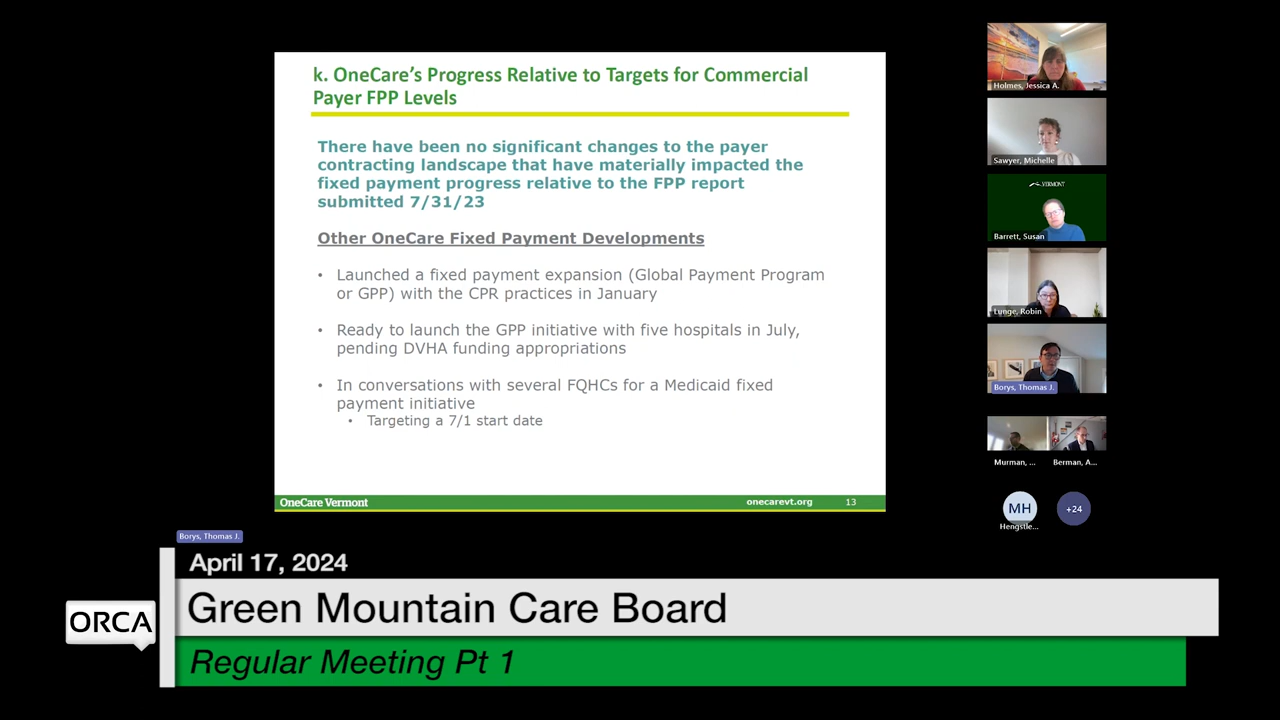 k. OneCare's Progress Relative to Targets for Commercial
Payer FPP Levels
There have been no significant changes to the payer
contracting landscape that have materially impacted the
fixed payment progress relative to the FPP report
submitted 7/31/23
Other OneCare Fixed Payment Developments
• Launched a fixed payment expansion (Global Payment Program
or GPP) with the CPR practices in January
• Ready to launch the GPP initiative with five hospitals in July,
pending DVHA funding appropriations
• In conversations with several FQHCs for a Medicaid fixed
payment initiative
• Targeting a 7/1 start date
OneCare Vermont
onecarevt.org
13
Holmes, Jessica A.
Sawyer, Michelle
VERMONT
Barrett, Susan
Lunge, Robin
Borys, Thomas J.
Murman, ...
Berman, A...
MH
+24
Hengstle...
Borys, Thomas J.
April 17, 2024
ORCA
Green Mountain Care Board
Regular Meeting Pt 1